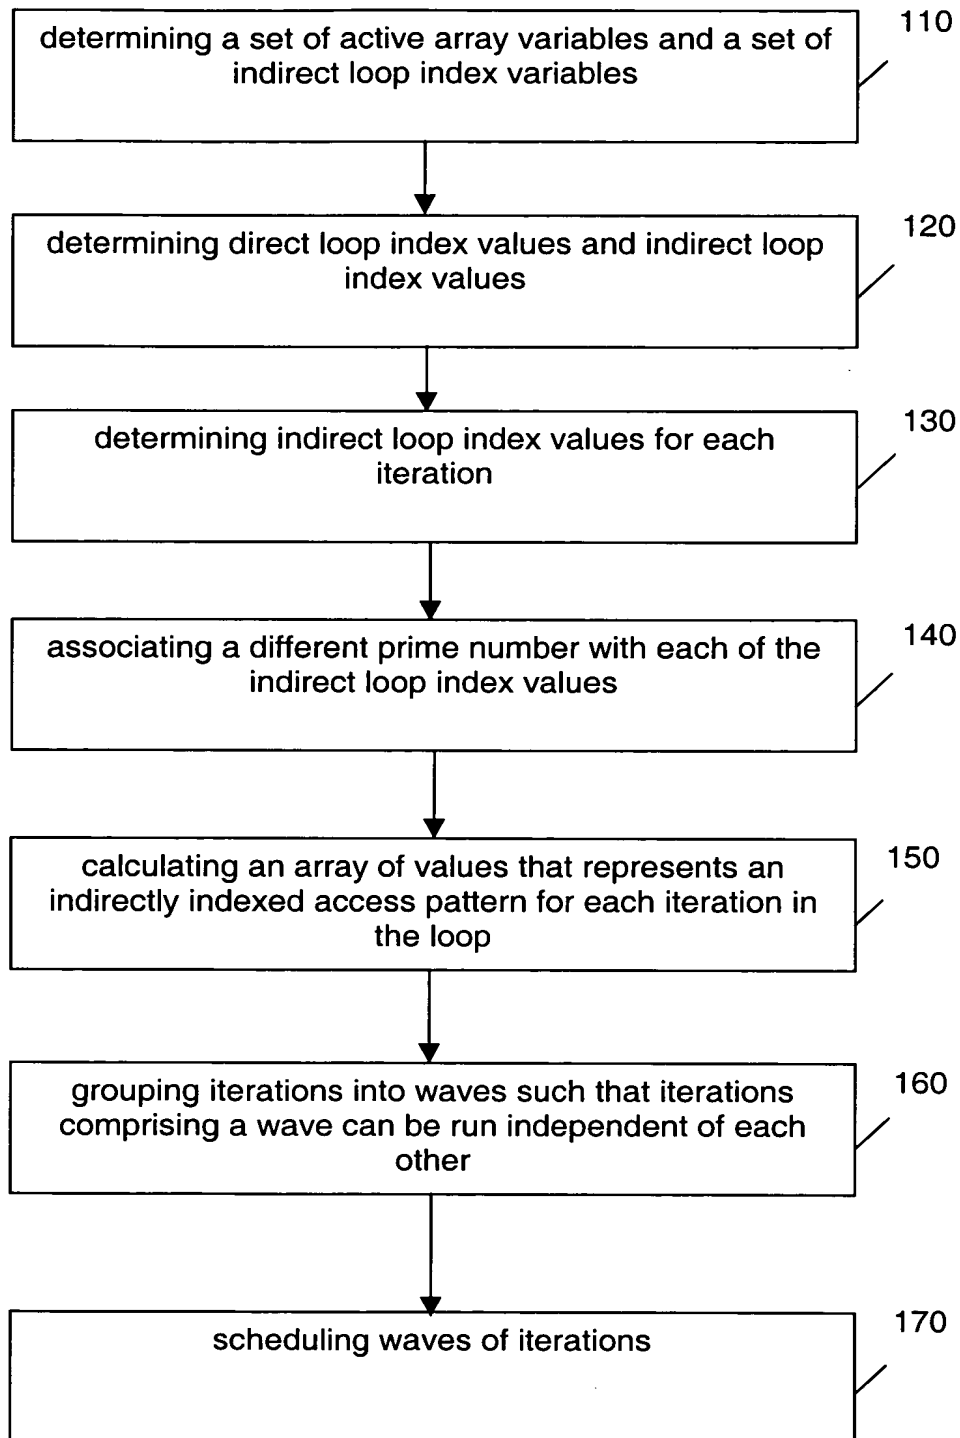 determining a set of active array variables and a set of
indirect loop index variables
110
determining direct loop index values and indirect loop
index values
120
determining indirect loop index values for each
iteration
130
associating a different prime number with each of the
indirect loop index values
140
calculating an array of values that represents an
indirectly indexed access pattern for each iteration in
the loop
150
grouping iterations into waves such that iterations
comprising a wave can be run independent of each
other
160
scheduling waves of iterations
170